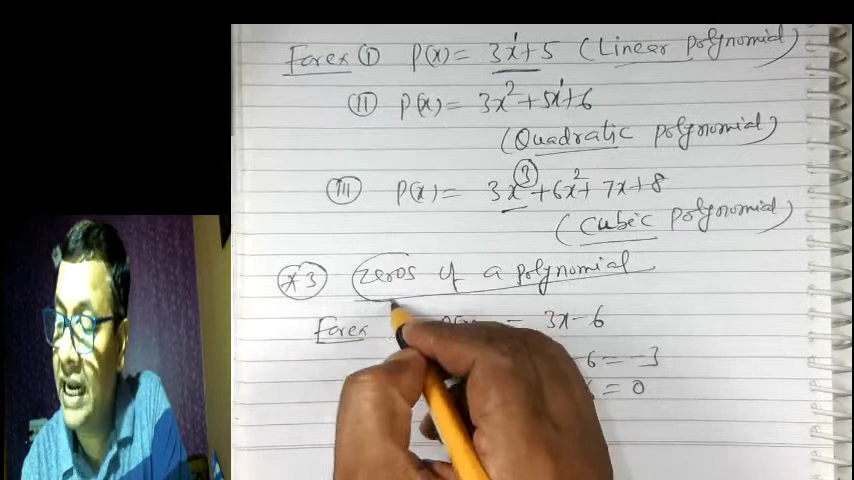 Forex (I) P(x) = 3x¹+5 (Linear polynomial)
(II) P(x) = 3x²+5x¹+6
(Quadratic polynomial)
(III) P(x) = 3x³+6x²+7x+8
(Cubic polynomial)
*3 Zeros of a polynomial
Forex = 3x-6
6 = -3
= 0